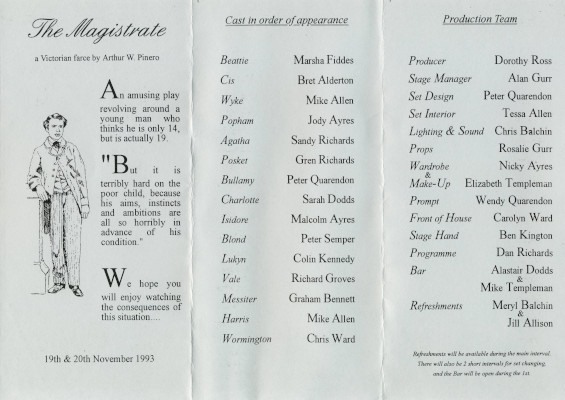 The Magistrate
a Victorian farce by Arthur W. Pinero
An amusing play
revolving around a
young man who
thinks he is only 14,
but is actually 19.
"But it is
terribly hard on the
poor child, because
his aims, instincts
and ambitions are
all so horribly in
advance of his
condition."
We hope you
will enjoy watching
the consequences of
this situation....
19th & 20th November 1993
Cast in order of appearance
Beattie Marsha Fiddes
Cis Bret Alderton
Wyke Mike Allen
Popham Jody Ayres
Agatha Sandy Richards
Posket Gren Richards
Bullamy Peter Quarendon
Charlotte Sarah Dodds
Isidore Malcolm Ayres
Blond Peter Semper
Lukyn Colin Kennedy
Vale Richard Groves
Messiter Graham Bennett
Harris Mike Allen
Wormington Chris Ward
Production Team
Producer Dorothy Ross
Stage Manager Alan Gurr
Set Design Peter Quarendon
Set Interior Tessa Allen
Lighting & Sound Chris Balchin
Props Rosalie Gurr
Wardrobe Nicky Ayres
&
Make-Up Elizabeth Templeman
Prompt Wendy Quarendon
Front of House Carolyn Ward
Stage Hand Ben Kington
Programme Dan Richards
Bar Alastair Dodds
&
Mike Templeman
Refreshments Meryl Balchin
&
Jill Allison
Refreshments will be available during the main interval.
There will also be 2 short intervals for set changing,
and the Bar will be open during the 1st.